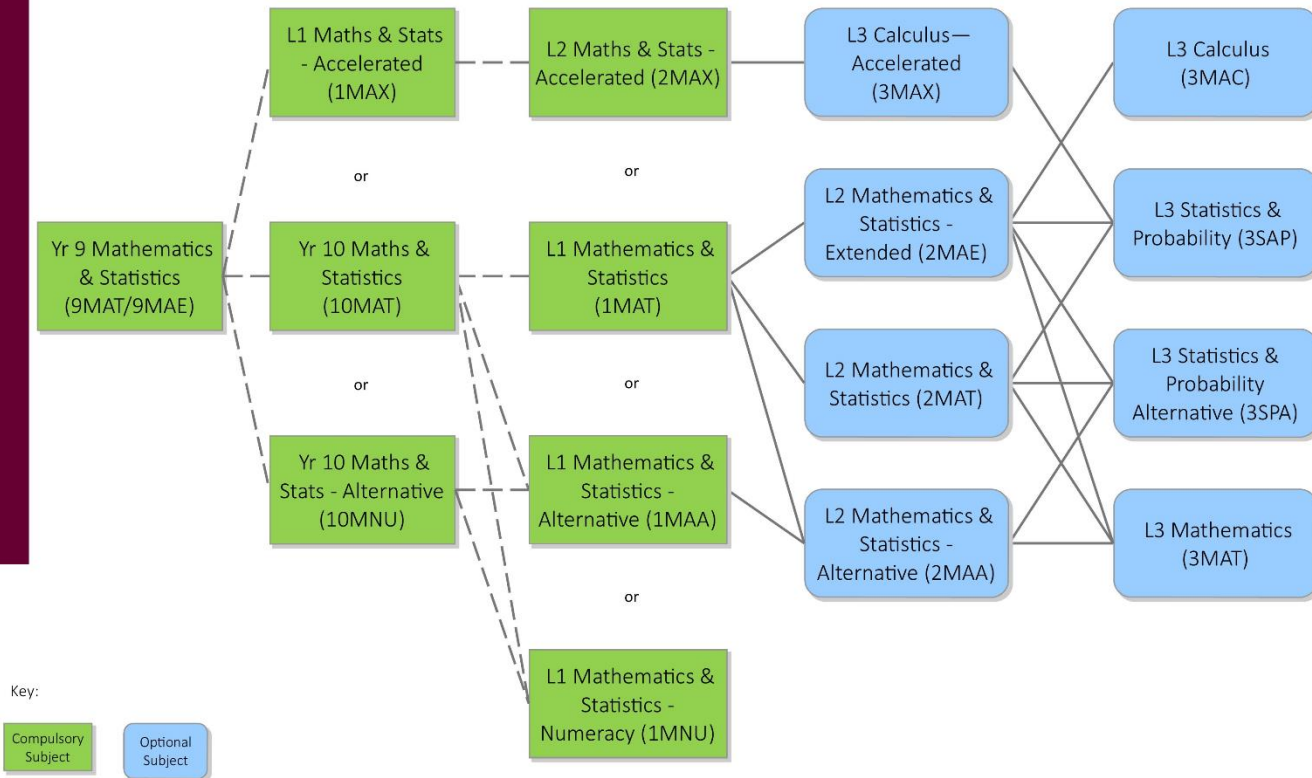 L1 Maths & Stats
- Accelerated
(1MAX)
L2 Maths & Stats -
Accelerated (2MAX)
L3 Calculus—
Accelerated
(3MAX)
L3 Calculus
(3MAC)
or
or
Yr 9 Mathematics
& Statistics
(9MAT/9MAE)
Yr 10 Maths &
Statistics
(10MAT)
L1 Mathematics
& Statistics
(1MAT)
L2 Mathematics &
Statistics -
Extended (2MAE)
L3 Statistics &
Probability (3SAP)
or
or
L2 Mathematics &
Statistics (2MAT)
L3 Statistics &
Probability
Alternative (3SPA)
Yr 10 Maths &
Stats - Alternative
(10MNU)
L1 Mathematics &
Statistics -
Alternative (1MAA)
L2 Mathematics &
Statistics -
Alternative (2MAA)
L3 Mathematics
(3MAT)
or
L1 Mathematics &
Statistics -
Numeracy (1MNU)
Key:
Compulsory
Subject
Optional
Subject